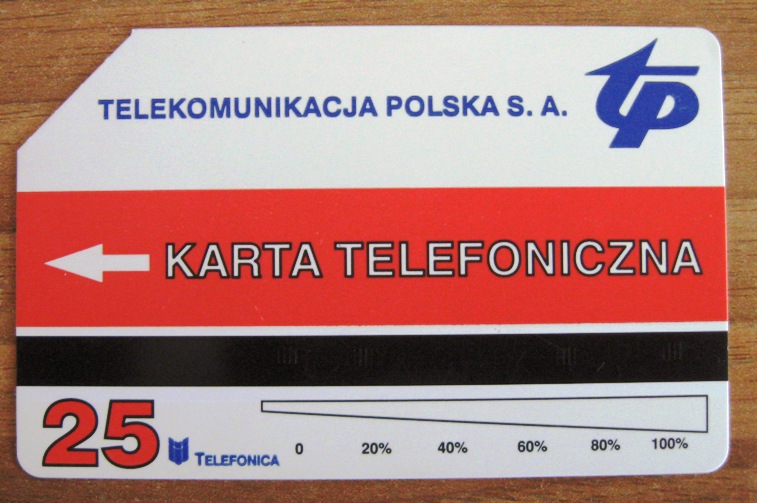 TELEKOMUNIKACJA POLSKA S. A.
tp
KARTA TELEFONICZNA
25
TELEFONICA
0 20% 40% 60% 80% 100%